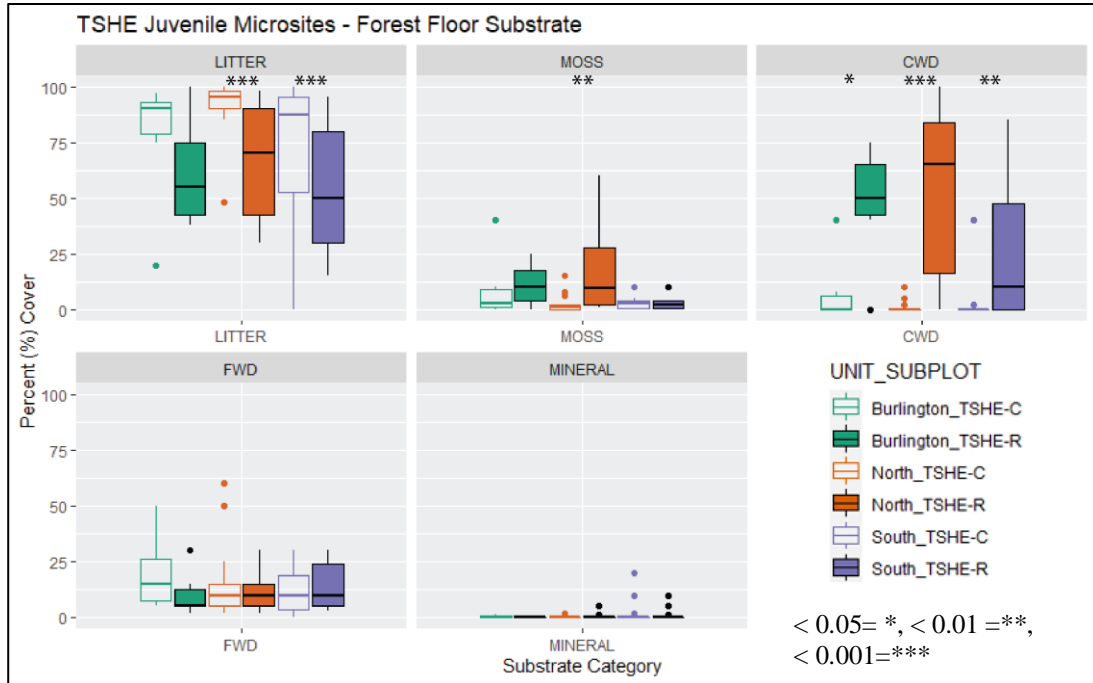 TSHE Juvenile Microsites - Forest Floor Substrate
LITTER
MOSS
CWD
*** ***
**
* *** **
100
75
50
25
0
LITTER
MOSS
CWD
FWD
MINERAL
Percent (%) Cover
100
75
50
25
0
FWD
MINERAL
Substrate Category
UNIT_SUBPLOT
Burlington_TSHE-C
Burlington_TSHE-R
North_TSHE-C
North_TSHE-R
South_TSHE-C
South_TSHE-R
< 0.05= *, < 0.01 =**,
< 0.001=***